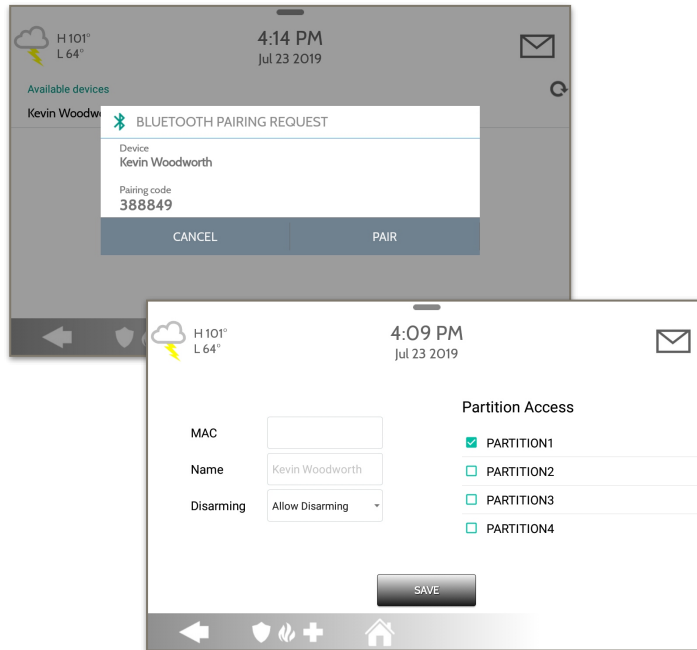 H 101°
L 64°
4:14 PM
Jul 23 2019
Available devices
Kevin Woodw
BLUETOOTH PAIRING REQUEST
Device
Kevin Woodworth
Pairing code
388849
CANCEL PAIR
H 101°
L 64°
4:09 PM
Jul 23 2019
Partition Access
MAC
PARTITION1
Name Kevin Woodworth
PARTITION2
Disarming Allow Disarming
PARTITION3
PARTITION4
SAVE